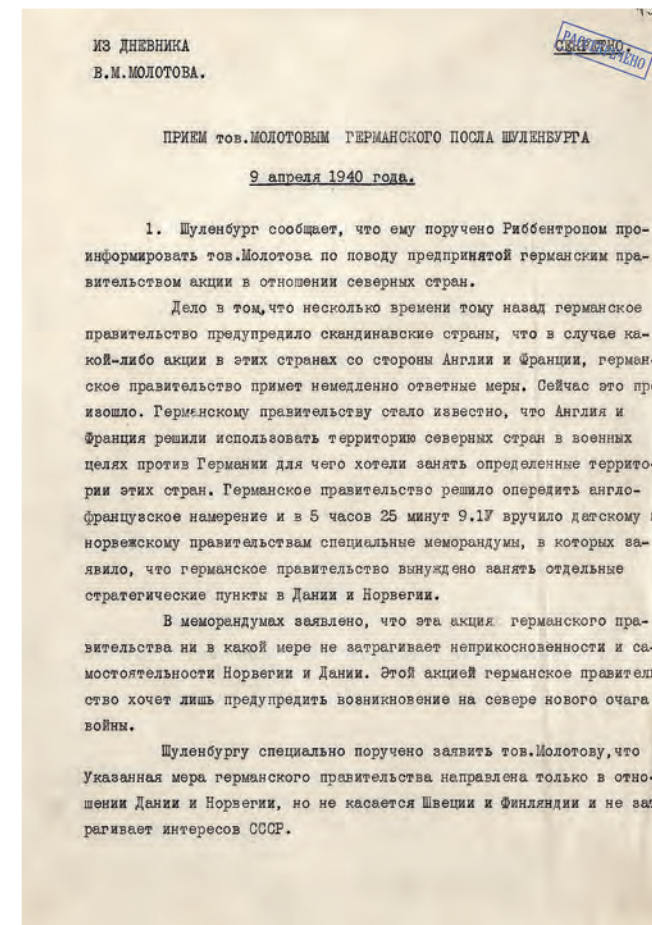 ИЗ ДНЕВНИКА
СЕКРЕТНО.
РАССЕКРЕЧЕНО
В.М.МОЛОТОВА.
ПРИЕМ тов.МОЛОТОВЫМ ГЕРМАНСКОГО ПОСЛА ШУЛЕНБУРГА
9 апреля 1940 года.
1. Шуленбург сообщает, что ему поручено Риббентропом про-
информировать тов.Молотова по поводу предпринятой германским пра-
вительством акции в отношении северных стран.
Дело в том,что несколько времени тому назад германское
правительство предупредило скандинавские страны, что в случае ка-
кой-либо акции в этих странах со стороны Англии и Франции, герман-
ское правительство примет немедленно ответные меры. Сейчас это пр
изошло. Германскому правительству стало известно, что Англия и
Франция решили использовать территорию северных стран в военных
целях против Германии для чего хотели занять определенные террито-
рии этих стран. Германское правительство решило опередить англо-
французское намерение и в 5 часов 25 минут 9.1У вручило датскому
норвежскому правительствам специальные меморандумы, в которых за-
явило, что германское правительство вынуждено занять отдельные
стратегические пункты в Дании и Норвегии.
В меморандумах заявлено, что эта акция германского пра-
вительства ни в какой мере не затрагивает неприкосновенности и са-
мостоятельности Норвегии и Дании. Этой акцией германское правитель
ство хочет лишь предупредить возникновение на севере нового очага
войны.
Шуленбургу специально поручено заявить тов.Молотову,что
Указанная мера германского правительства направлена только в отно-
шении Дании и Норвегии, но не касается Швеции и Финляндии и не зат
рагивает интересов СССР.